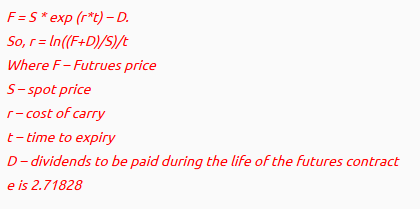 F = S * exp (r*t) – D.
So, r = ln((F+D)/S)/t
Where F – Futrues price
S – spot price
r – cost of carry
t – time to expiry
D – dividends to be paid during the life of the futures contract
e is 2.71828